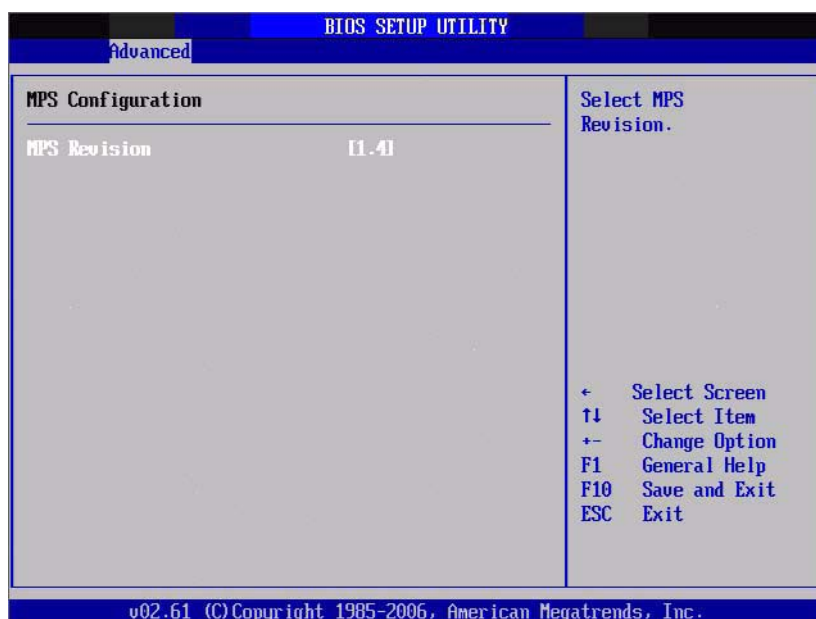 BIOS SETUP UTILITY
Advanced
MPS Configuration
MPS Revision [1.4]
Select MPS
Revision.
← Select Screen
↑↓ Select Item
+- Change Option
F1 General Help
F10 Save and Exit
ESC Exit
v02.61 (C)Copyright 1985-2006, American Megatrends, Inc.